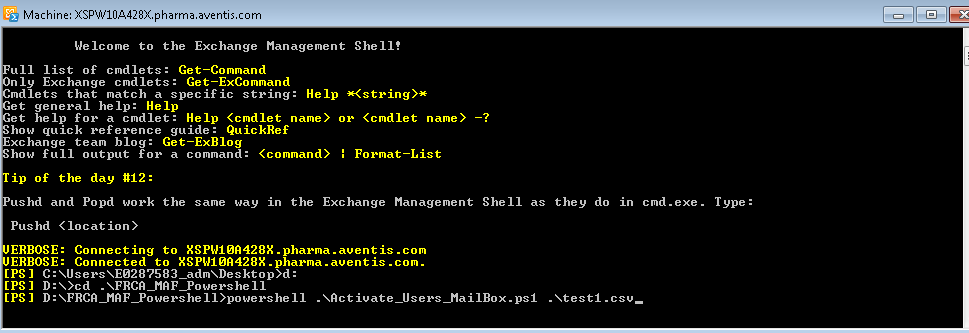 Machine: XSPW10A428X.pharma.aventis.com
Welcome to the Exchange Management Shell!
Full list of cmdlets: Get-Command
Only Exchange cmdlets: Get-ExCommand
Cmdlets that match a specific string: Help *<string>*
Get general help: Help
Get help for a cmdlet: Help <cmdlet name> or <cmdlet name> -?
Show quick reference guide: QuickRef
Exchange team blog: Get-ExBlog
Show full output for a command: <command> | Format-List
Tip of the day #12:
Pushd and Popd work the same way in the Exchange Management Shell as they do in cmd.exe. Type:
Pushd <location>
VERBOSE: Connecting to XSPW10A428X.pharma.aventis.com
VERBOSE: Connected to XSPW10A428X.pharma.aventis.com.
[PS] C:\Users\E0287583_adm\Desktop>d:
[PS] D:\>cd .\FRCA_MAF_Powershell
[PS] D:\FRCA_MAF_Powershell>powershell .\Activate_Users_MailBox.ps1 .\test1.csv_